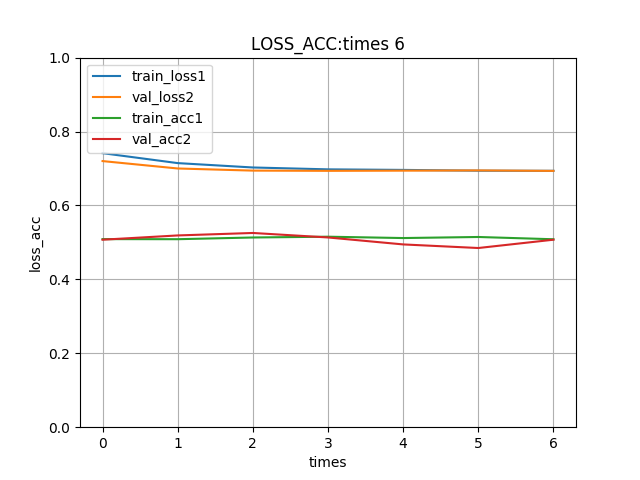 LOSS_ACC:times 6
1.0
0.8
0.6
0.4
0.2
0.0
loss_acc
train_loss1
val_loss2
train_acc1
val_acc2
0 1 2 3 4 5 6
times